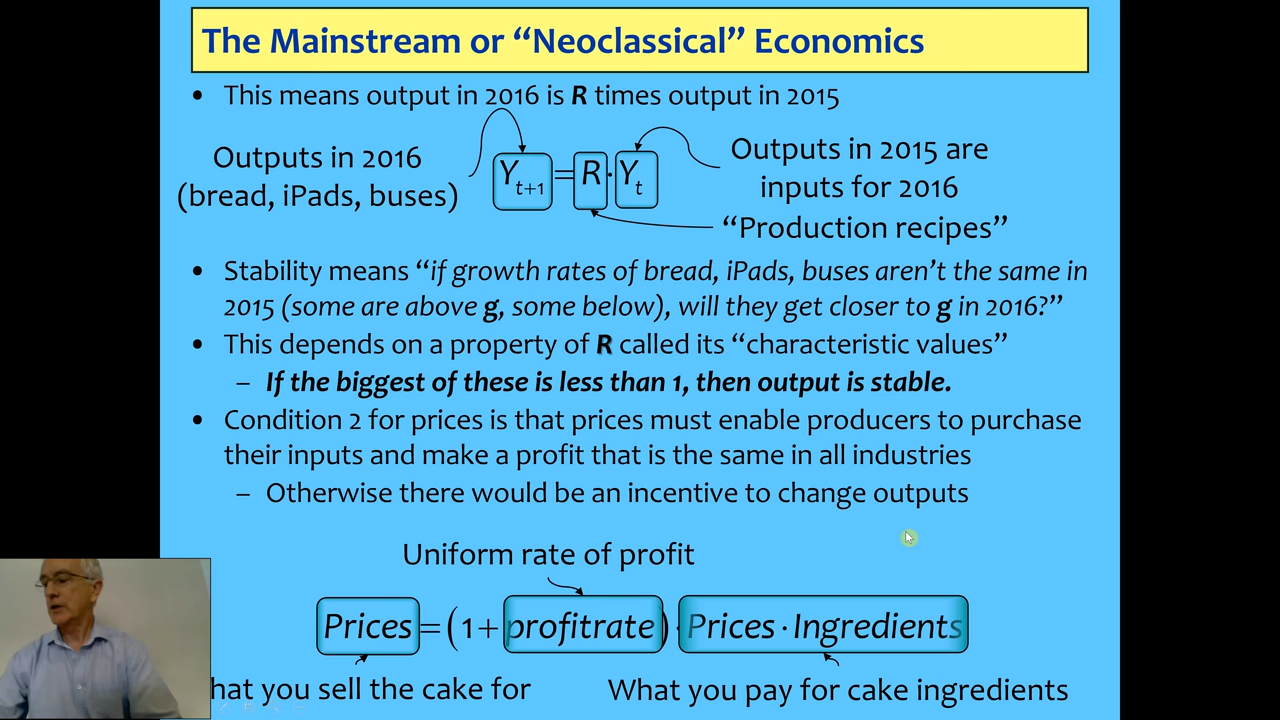 The Mainstream or “Neoclassical” Economics
• This means output in 2016 is R times output in 2015
Outputs in 2016
(bread, iPads, buses)
Yt+1 = R · Yt
Outputs in 2015 are
inputs for 2016
“Production recipes”
• Stability means “if growth rates of bread, iPads, buses aren’t the same in
2015 (some are above g, some below), will they get closer to g in 2016?”
• This depends on a property of R called its “characteristic values”
– If the biggest of these is less than 1, then output is stable.
• Condition 2 for prices is that prices must enable producers to purchase
their inputs and make a profit that is the same in all industries
– Otherwise there would be an incentive to change outputs
Uniform rate of profit
Prices = (1 + profitrate) · Prices · Ingredients
hat you sell the cake for
What you pay for cake ingredients